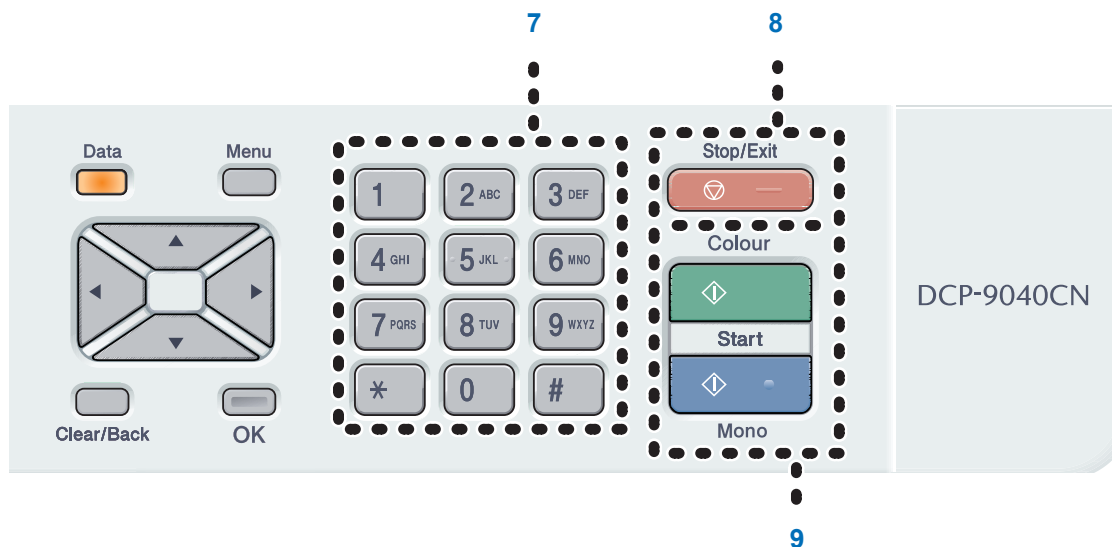 7 8
Data Menu Stop/Exit
1 2 ABC 3 DEF
Colour
4 GHI 5 JKL 6 MNO
DCP-9040CN
7 PQRS 8 TUV 9 WXYZ
Start
* 0 #
Clear/Back OK Mono
9